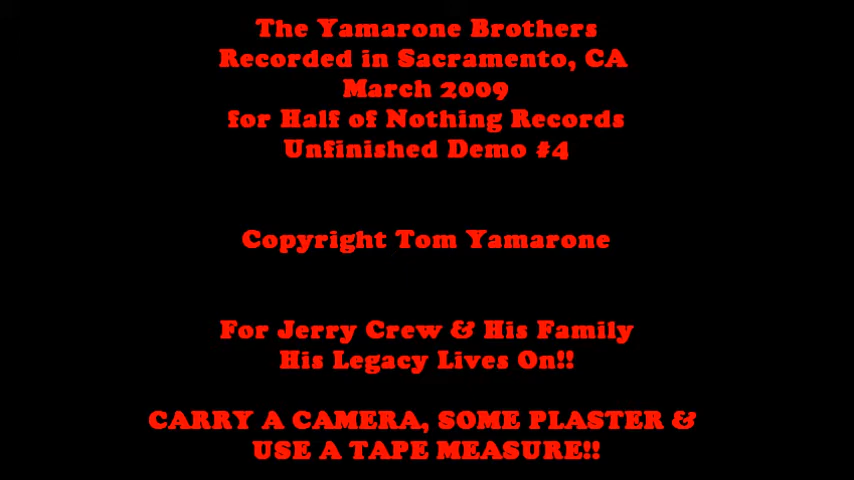 The Yamarone Brothers
Recorded in Sacramento, CA
March 2009
for Half of Nothing Records
Unfinished Demo #4
Copyright Tom Yamarone
For Jerry Crew & His Family
His Legacy Lives On!!
CARRY A CAMERA, SOME PLASTER &
USE A TAPE MEASURE!!